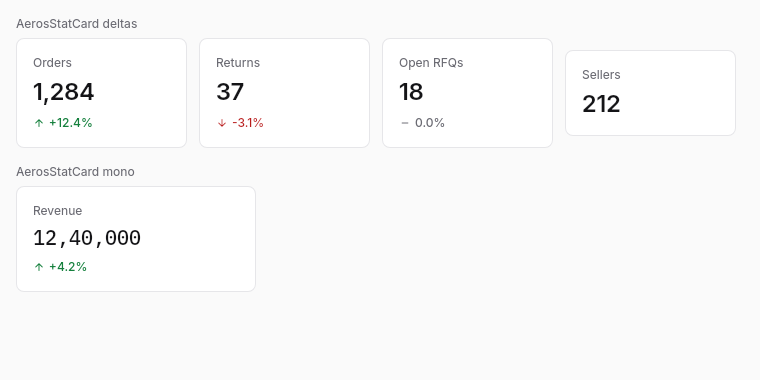 AerosStatCard deltas
Orders
1,284
↑ +12.4%
Returns
37
↓ -3.1%
Open RFQs
18
− 0.0%
Sellers
212
AerosStatCard mono
Revenue
12,40,000
↑ +4.2%